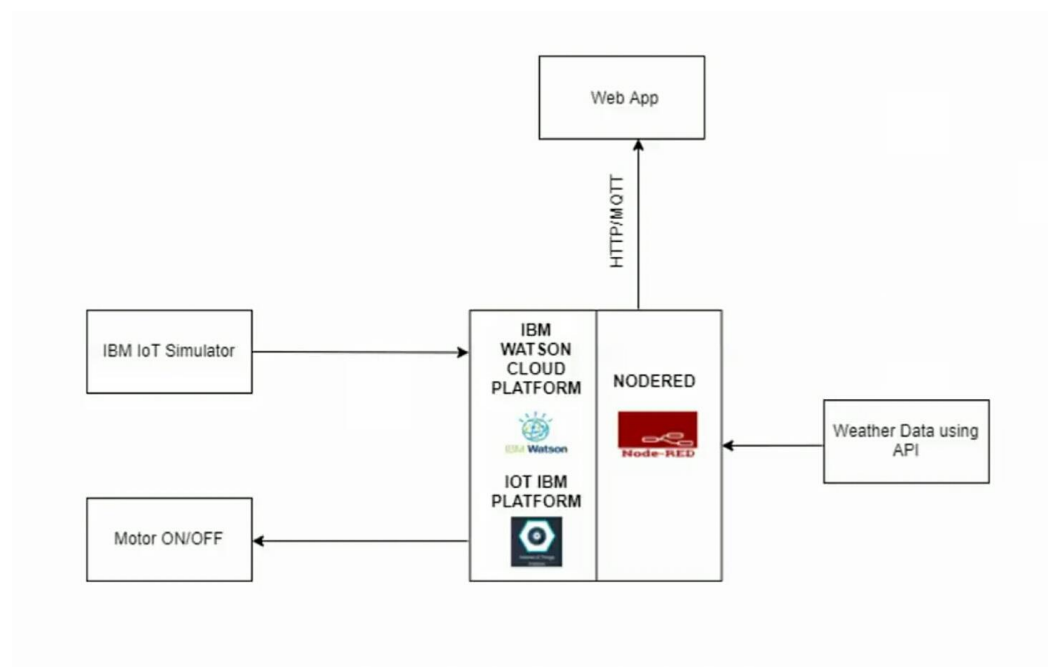 Web App
HTTP/MQTT
IBM IoT Simulator
IBM
WATSON
CLOUD
PLATFORM
IBM Watson
IOT IBM
PLATFORM
NODERED
Node-RED
Weather Data using
API
Motor ON/OFF